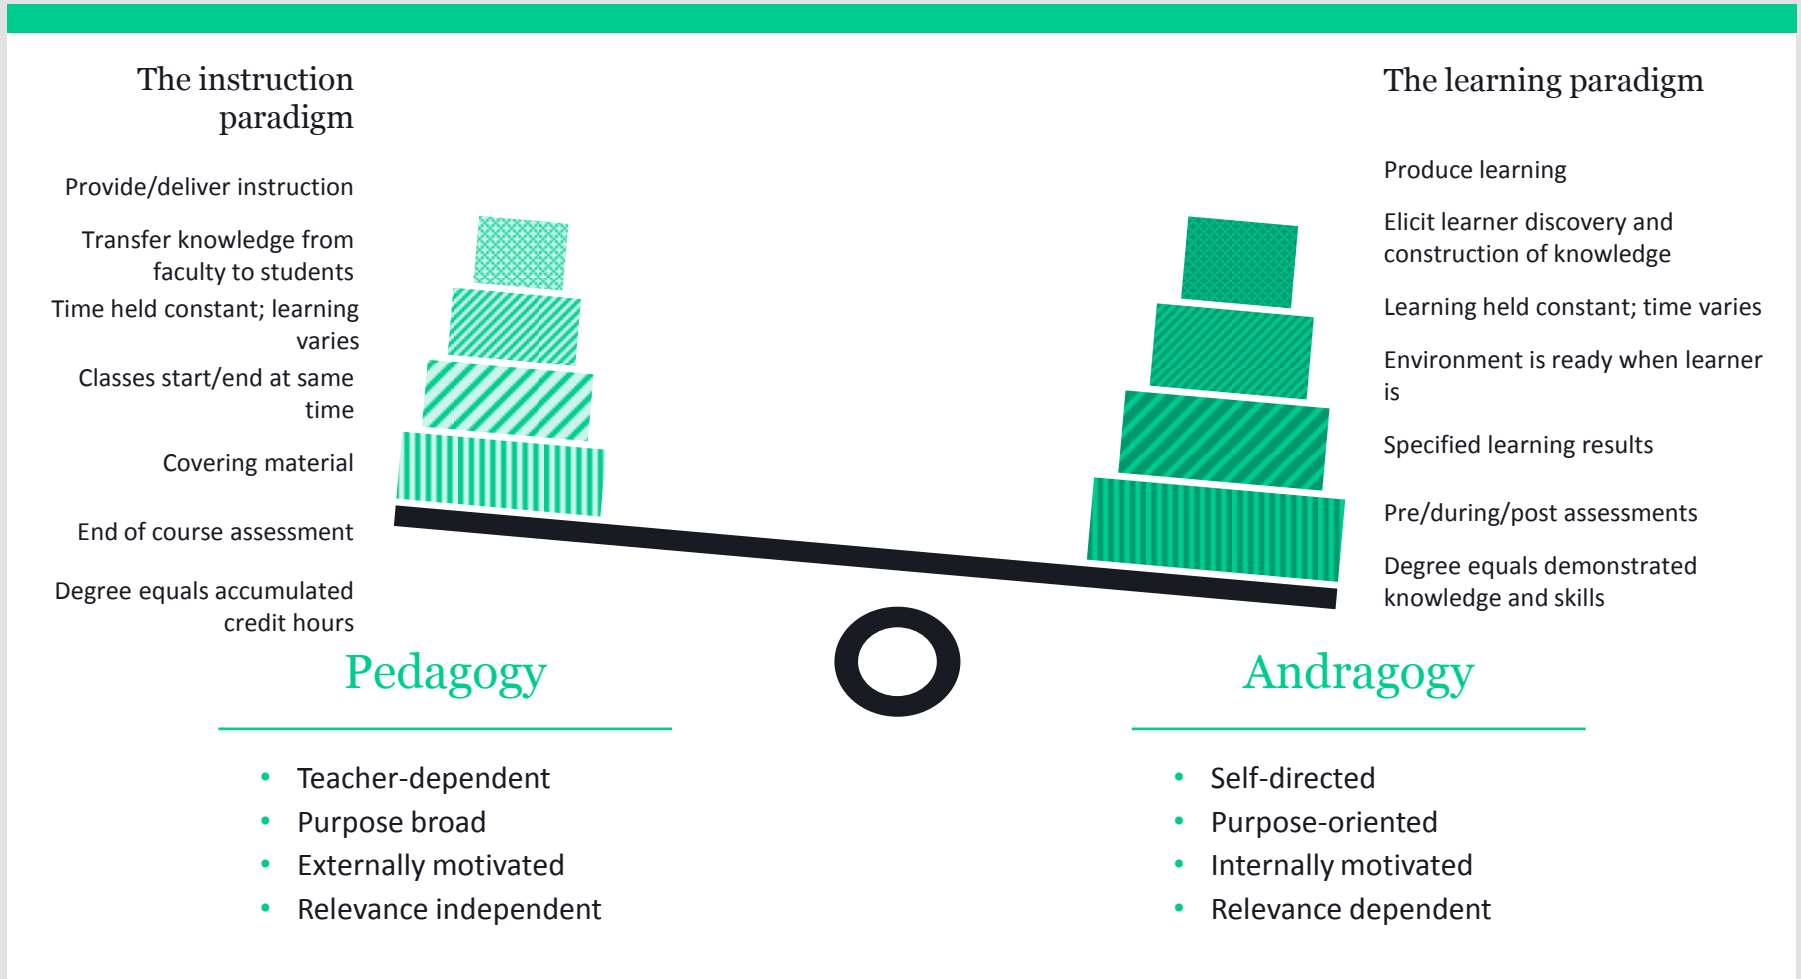 The instruction
paradigm
Provide/deliver instruction
Transfer knowledge from
faculty to students
Time held constant; learning
varies
Classes start/end at same
time
Covering material
End of course assessment
Degree equals accumulated
credit hours
The learning paradigm
Produce learning
Elicit learner discovery and
construction of knowledge
Learning held constant; time varies
Environment is ready when learner
is
Specified learning results
Pre/during/post assessments
Degree equals demonstrated
knowledge and skills
Pedagogy
• Teacher-dependent
• Purpose broad
• Externally motivated
• Relevance independent
Andragogy
• Self-directed
• Purpose-oriented
• Internally motivated
• Relevance dependent